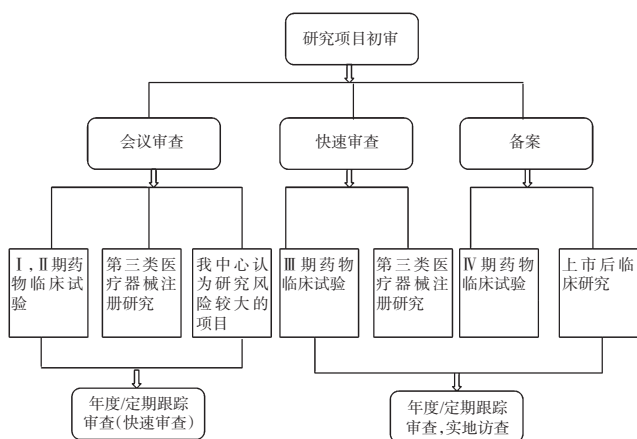 研究项目初审
会议审查
快速审查
备案
Ⅰ,Ⅱ期药
物临床试
验
第三类医
疗器械注
册研究
我中心认
为研究风
险较大的
项目
Ⅲ期药物
临床试验
第三类医
疗器械注
册研究
Ⅳ期药物
临床试验
上市后临
床研究
年度/定期跟踪
审查(快速审查)
年度/定期跟踪
审查,实地访查